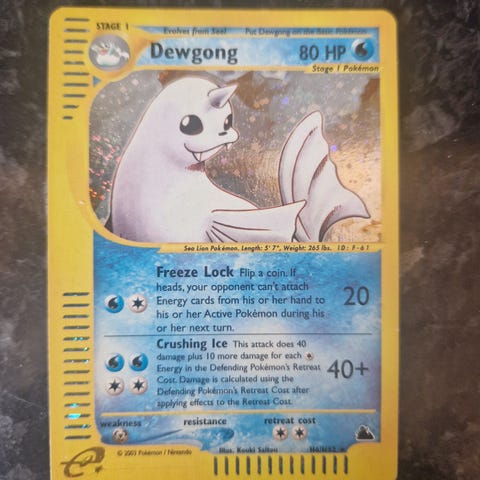 STAGE 1
Evolves from Seel Put Dewgong on the Basic Pokémon
Dewgong 80 HP
Stage 1 Pokémon
Sea Lion Pokémon. Length: 5' 7", Weight: 265 lbs. ID: F-61
Freeze Lock Flip a coin. If
heads, your opponent can't attach
Energy cards from his or her hand to
his or her Active Pokémon during his
or her next turn.
20
Crushing Ice This attack does 40
damage plus 10 more damage for each
Energy in the Defending Pokémon's Retreat
Cost. Damage is calculated using the
Defending Pokémon's Retreat Cost after
applying effects to the Retreat Cost.
40+
weakness resistance retreat cost
© 2003 Pokémon / Nintendo
Illus. Kouki Saitou
e